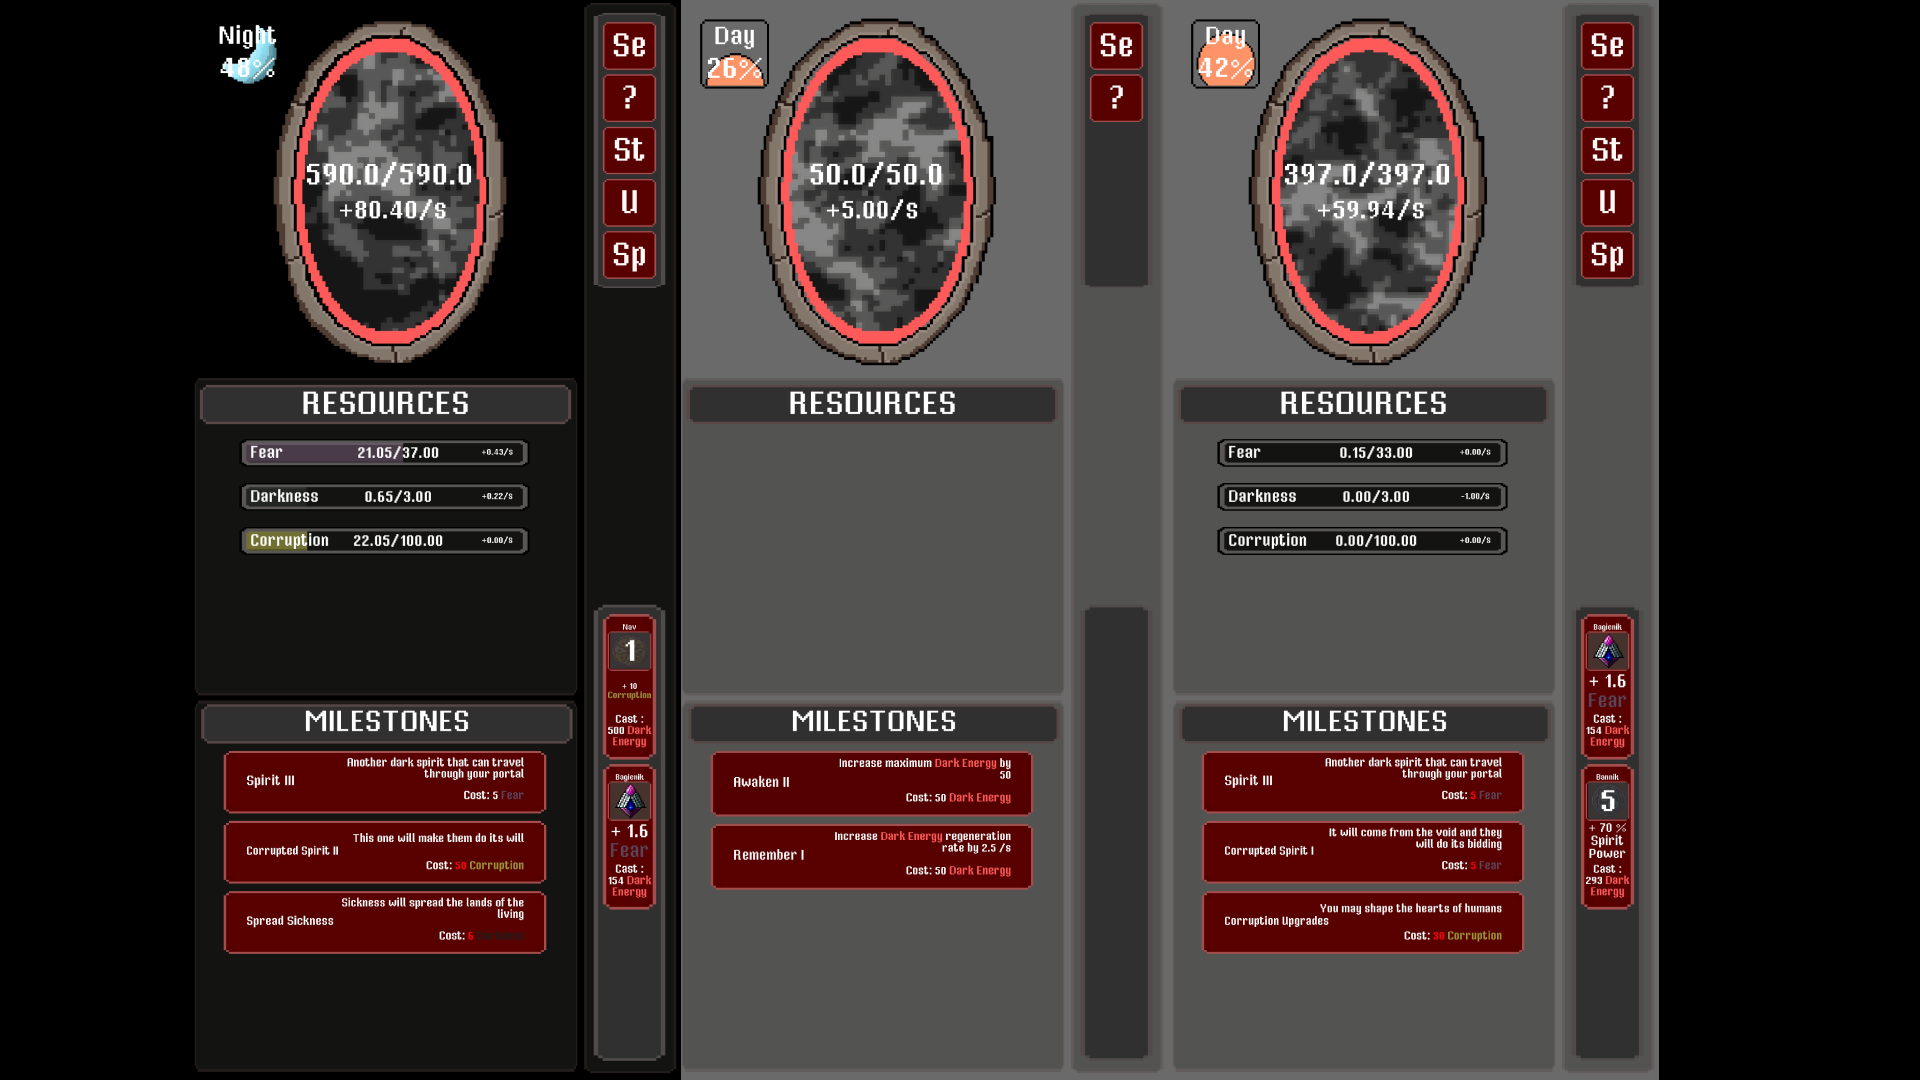 Night
48%
590.0/590.0
+80.40/s
Se
?
St
U
Sp
RESOURCES
Fear 21.05/37.00 +0.43/s
Darkness 0.65/3.00 +0.22/s
Corruption 22.05/100.00 +0.00/s
Nav
1
+ 10
Corruption
Cast :
500 Dark
Energy
Bagienik
+ 1.6
Fear
Cast :
154 Dark
Energy
MILESTONES
Spirit III
Another dark spirit that can travel
through your portal
Cost: 5 Fear
Corrupted Spirit II
This one will make them do its will
Cost: 50 Corruption
Spread Sickness
Sickness will spread the lands of the
living
Cost: 6
Day
26%
50.0/50.0
+5.00/s
Se
?
RESOURCES
MILESTONES
Awaken II
Increase maximum Dark Energy by
50
Cost: 50 Dark Energy
Remember I
Increase Dark Energy regeneration
rate by 2.5 /s
Cost: 50 Dark Energy
Day
42%
397.0/397.0
+59.94/s
Se
?
St
U
Sp
RESOURCES
Fear 0.15/33.00 +0.00/s
Darkness 0.00/3.00 -1.00/s
Corruption 0.00/100.00 +0.00/s
Bagienik
+ 1.6
Fear
Cast :
154 Dark
Energy
Bannik
5
+ 70 %
Spirit
Power
Cast :
293 Dark
Energy
MILESTONES
Spirit III
Another dark spirit that can travel
through your portal
Cost: 5 Fear
Corrupted Spirit I
It will come from the void and they
will do its bidding
Cost: 5 Fear
Corruption Upgrades
You may shape the hearts of humans
Cost: 30 Corruption